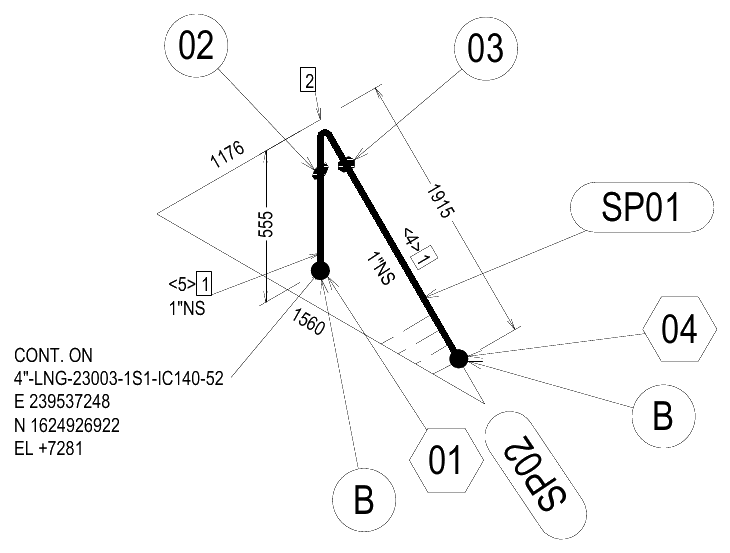 02
03
2
1176
1915
SP01
555
<4>1
1"NS
<5>1
1"NS
1560
04
CONT. ON
4"-LNG-23003-1S1-IC140-52
E 239537248
N 1624926922
EL +7281
B
01
SP02
B